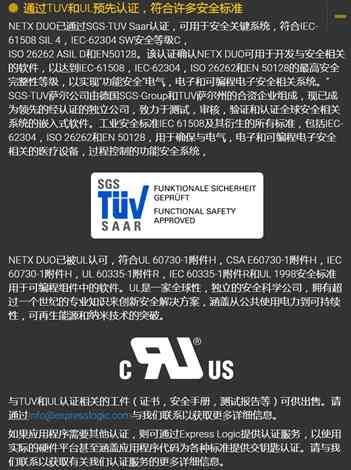 通过TUV和UL预先认证，符合许多安全标准
NETX DUO已通过SGS-TUV Saar认证，可用于安全关键系统，符合IEC-
61508 SIL 4，IEC-62304 SW安全等级C，
ISO 26262 ASIL D和EN50128。该认证确认NETX DUO可用于开发与安全相关
的软件，以达到IEC-61508，IEC-62304，ISO 26262和EN 50128的最高安全
完整性等级，以实现“功能安全”电气，电子和可编程电子安全相关系统。”
SGS-TUV萨尔公司由德国SGS-Group和TUV萨尔州的合资企业组成，现已成
为领先的经认证的独立公司，致力于测试，审核，验证和认证全球安全相关
系统的嵌入式软件。工业安全标准IEC 61508及其衍生的所有标准，包括IEC-
62304，ISO 26262和EN 50128，用于确保与电气，电子和可编程电子安全相
关的医疗设备，过程控制的功能安全系统，
SGS
TÜV
SAAR
FUNKTIONALE SICHERHEIT
GEPRÜFT
FUNCTIONAL SAFETY
APPROVED
NETX DUO已被UL认可，符合UL 60730-1附件H，CSA E60730-1附件H，IEC
60730-1附件H，UL 60335-1附件R，IEC 60335-1附件R和UL 1998安全标准
用于可编程组件中的软件。UL是一家全球性，独立的安全科学公司，拥有超
过一个世纪的专业知识来创新安全解决方案，涵盖从公共使用电力到可持续
性，可再生能源和纳米技术的突破。
C RU US
与TUV和UL认证相关的工件（证书，安全手册，测试报告等）可供出售。请
通过info@expresslogic.com与我们联系以获取更多详细信息。
如果应用程序需要其他认证，则可通过Express Logic提供认证服务，以使用
实际的硬件平台甚至涵盖应用程序代码为各种标准提供交钥匙认证。请与我
们联系以获取有关我们认证服务的更多详细信息。